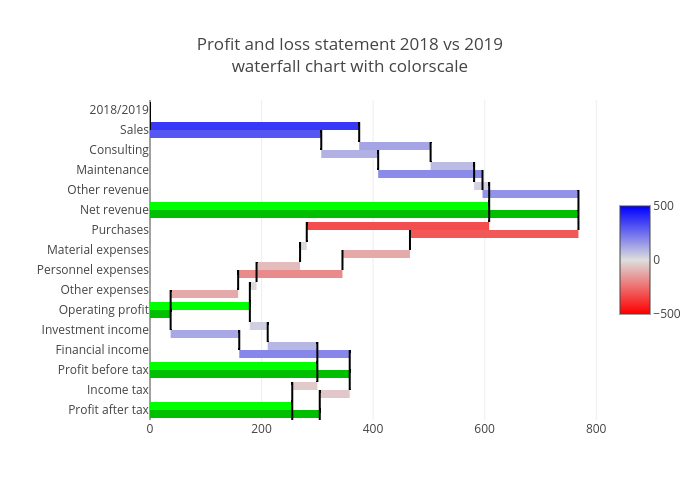 Profit and loss statement 2018 vs 2019
waterfall chart with colorscale
2018/2019
Sales
Consulting
Maintenance
Other revenue
Net revenue
Purchases
Material expenses
Personnel expenses
Other expenses
Operating profit
Investment income
Financial income
Profit before tax
Income tax
Profit after tax
0 200 400 600 800
500
0
−500